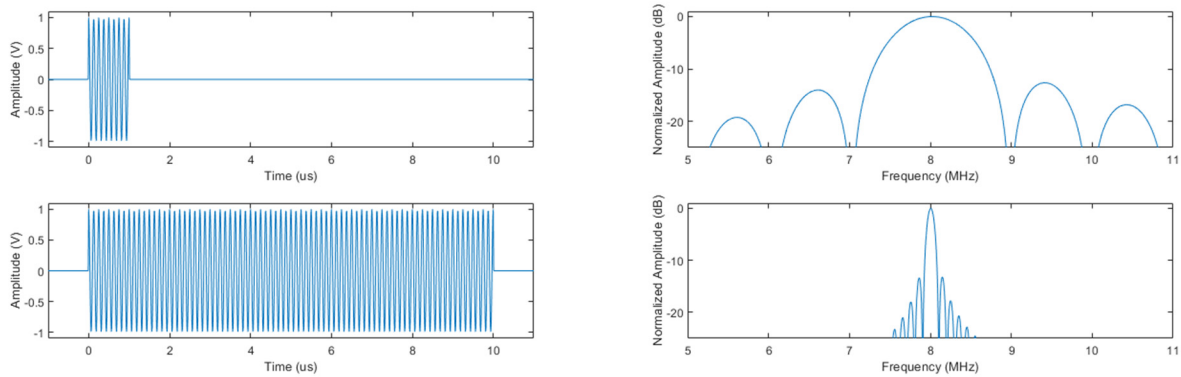 Amplitude (V)
1
0.5
0
-0.5
-1
0 2 4 6 8 10
Time (us)
Normalized Amplitude (dB)
0
-10
-20
5 6 7 8 9 10 11
Frequency (MHz)
Amplitude (V)
1
0.5
0
-0.5
-1
0 2 4 6 8 10
Time (us)
Normalized Amplitude (dB)
0
-10
-20
5 6 7 8 9 10 11
Frequency (MHz)